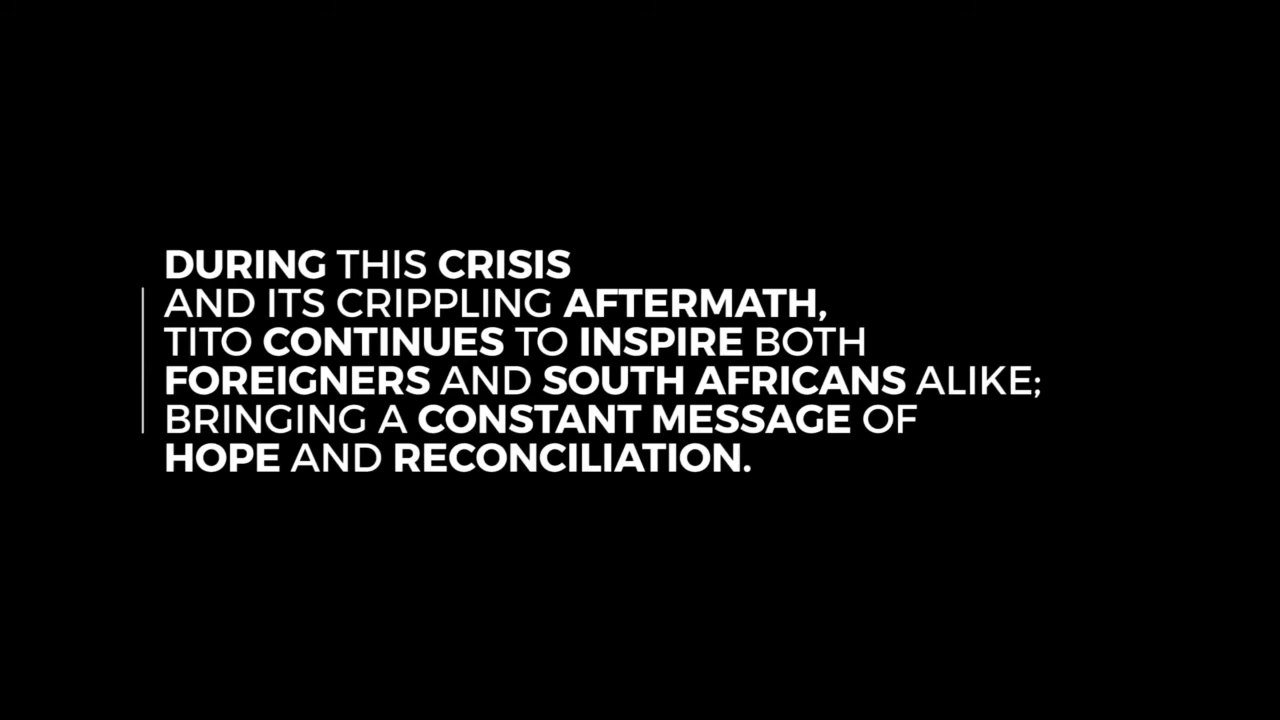 DURING THIS CRISIS
AND ITS CRIPPLING AFTERMATH,
TITO CONTINUES TO INSPIRE BOTH
FOREIGNERS AND SOUTH AFRICANS ALIKE;
BRINGING A CONSTANT MESSAGE OF
HOPE AND RECONCILIATION.